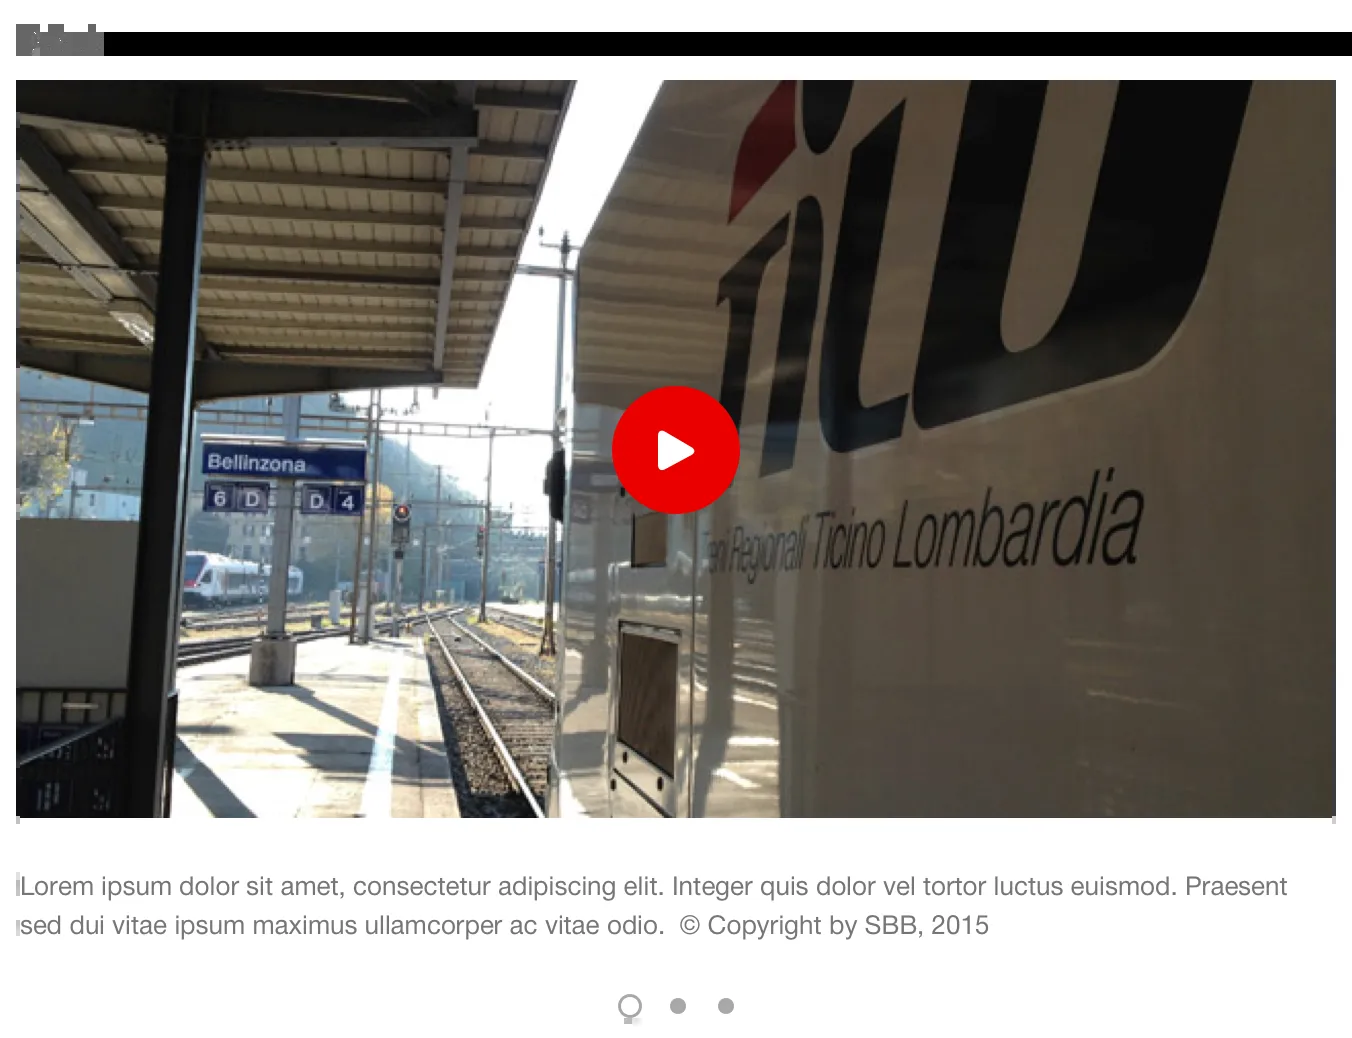 TiLo
Bellinzona
6 D D 4
Treni Regionali Ticino Lombardia
Lorem ipsum dolor sit amet, consectetur adipiscing elit. Integer quis dolor vel tortor luctus euismod. Praesent
sed dui vitae ipsum maximus ullamcorper ac vitae odio. © Copyright by SBB, 2015